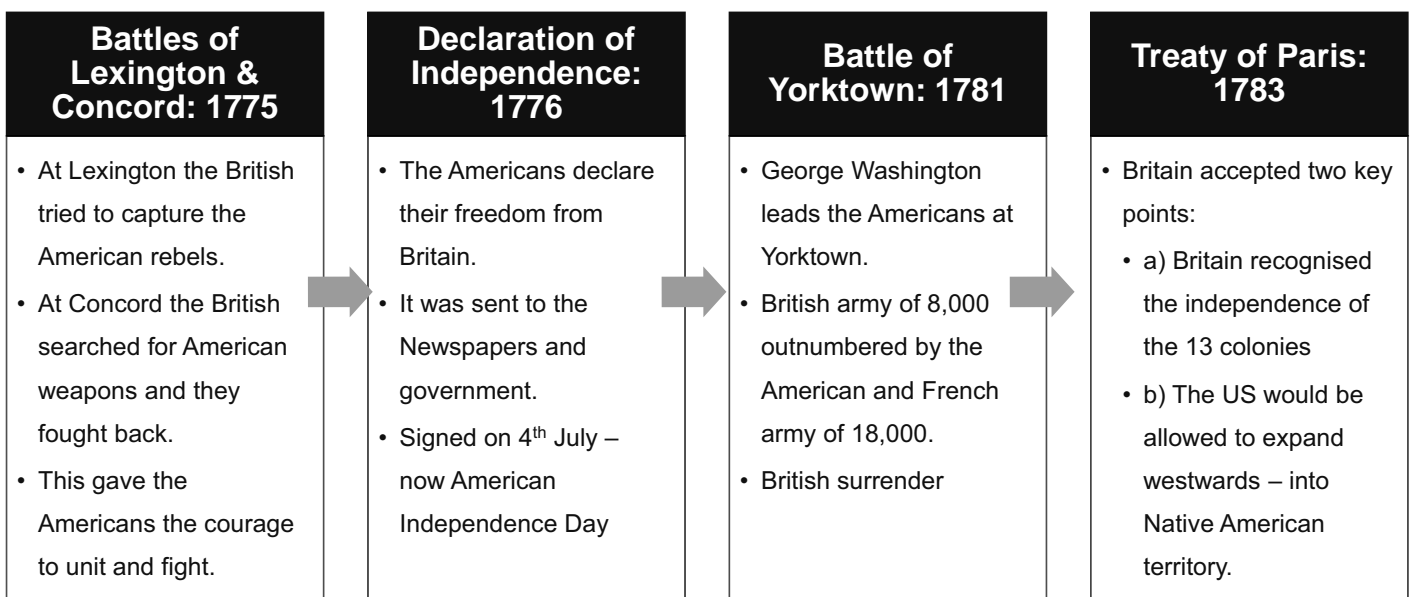 Battles of
Lexington &
Concord: 1775
• At Lexington the British
tried to capture the
American rebels.
• At Concord the British
searched for American
weapons and they
fought back.
• This gave the
Americans the courage
to unit and fight.
Declaration of
Independence:
1776
• The Americans declare
their freedom from
Britain.
• It was sent to the
Newspapers and
government.
• Signed on 4th July –
now American
Independence Day
Battle of
Yorktown: 1781
• George Washington
leads the Americans at
Yorktown.
• British army of 8,000
outnumbered by the
American and French
army of 18,000.
• British surrender
Treaty of Paris:
1783
• Britain accepted two key
points:
• a) Britain recognised
the independence of
the 13 colonies
• b) The US would be
allowed to expand
westwards – into
Native American
territory.